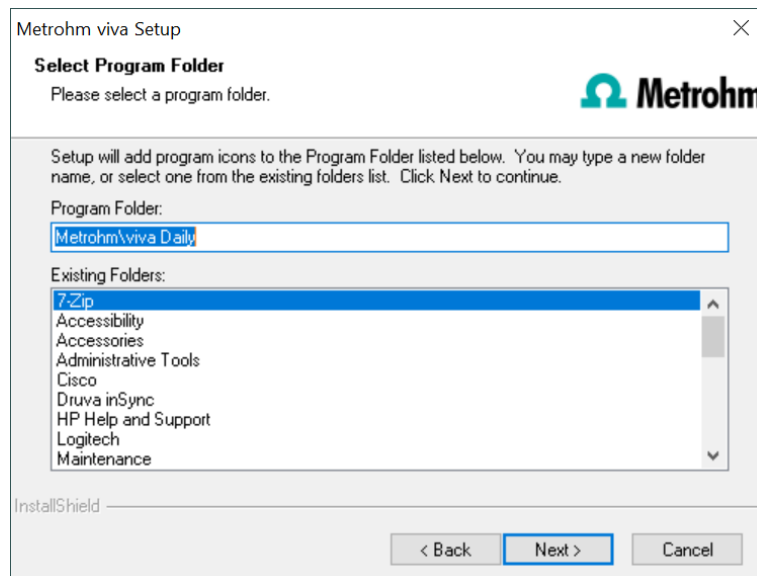 Metrohm viva Setup
Select Program Folder
Please select a program folder.
Metrohm
Setup will add program icons to the Program Folder listed below.  You may type a new folder
name, or select one from the existing folders list.  Click Next to continue.
Program Folder:
Metrohm\viva Daily
Existing Folders:
7-Zip
Accessibility
Accessories
Administrative Tools
Cisco
Druva inSync
HP Help and Support
Logitech
Maintenance
InstallShield
< Back
Next >
Cancel